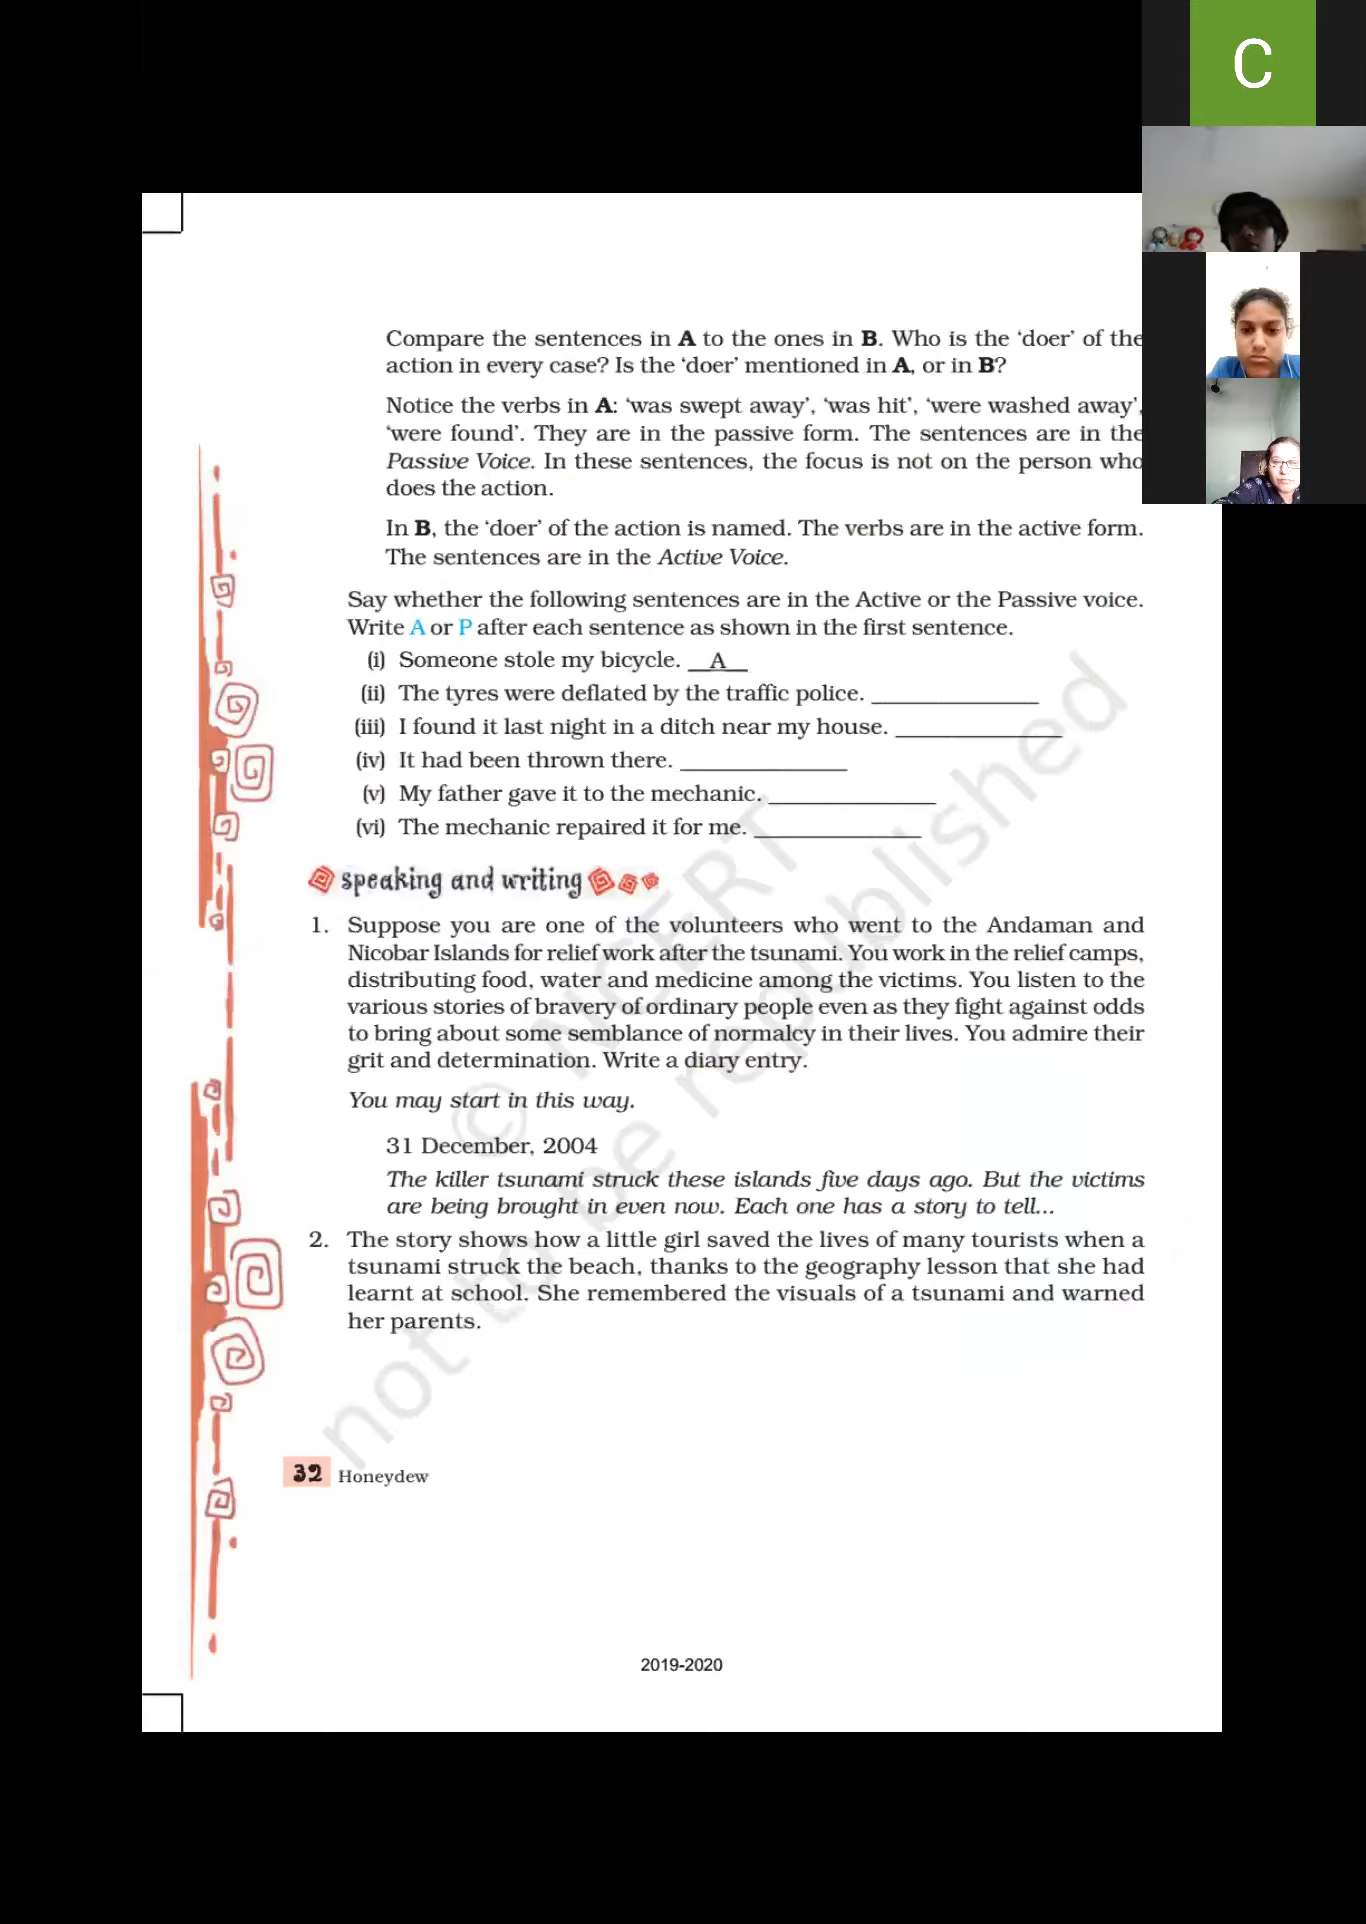 C
Compare the sentences in A to the ones in B. Who is the ‘doer’ of the
action in every case? Is the ‘doer’ mentioned in A, or in B?
Notice the verbs in A: ‘was swept away’, ‘was hit’, ‘were washed away’,
‘were found’. They are in the passive form. The sentences are in the
Passive Voice. In these sentences, the focus is not on the person who
does the action.
In B, the ‘doer’ of the action is named. The verbs are in the active form.
The sentences are in the Active Voice.
Say whether the following sentences are in the Active or the Passive voice.
Write A or P after each sentence as shown in the first sentence.
(i) Someone stole my bicycle. __A__
(ii) The tyres were deflated by the traffic police. _______________
(iii) I found it last night in a ditch near my house. _______________
(iv) It had been thrown there. _______________
(v) My father gave it to the mechanic. _______________
(vi) The mechanic repaired it for me. _______________
speaking and writing
1. Suppose you are one of the volunteers who went to the Andaman and
Nicobar Islands for relief work after the tsunami. You work in the relief camps,
distributing food, water and medicine among the victims. You listen to the
various stories of bravery of ordinary people even as they fight against odds
to bring about some semblance of normalcy in their lives. You admire their
grit and determination. Write a diary entry.
You may start in this way.
31 December, 2004
The killer tsunami struck these islands five days ago. But the victims
are being brought in even now. Each one has a story to tell...
2. The story shows how a little girl saved the lives of many tourists when a
tsunami struck the beach, thanks to the geography lesson that she had
learnt at school. She remembered the visuals of a tsunami and warned
her parents.
© NCERT
not to be republished
32 Honeydew
2019-2020